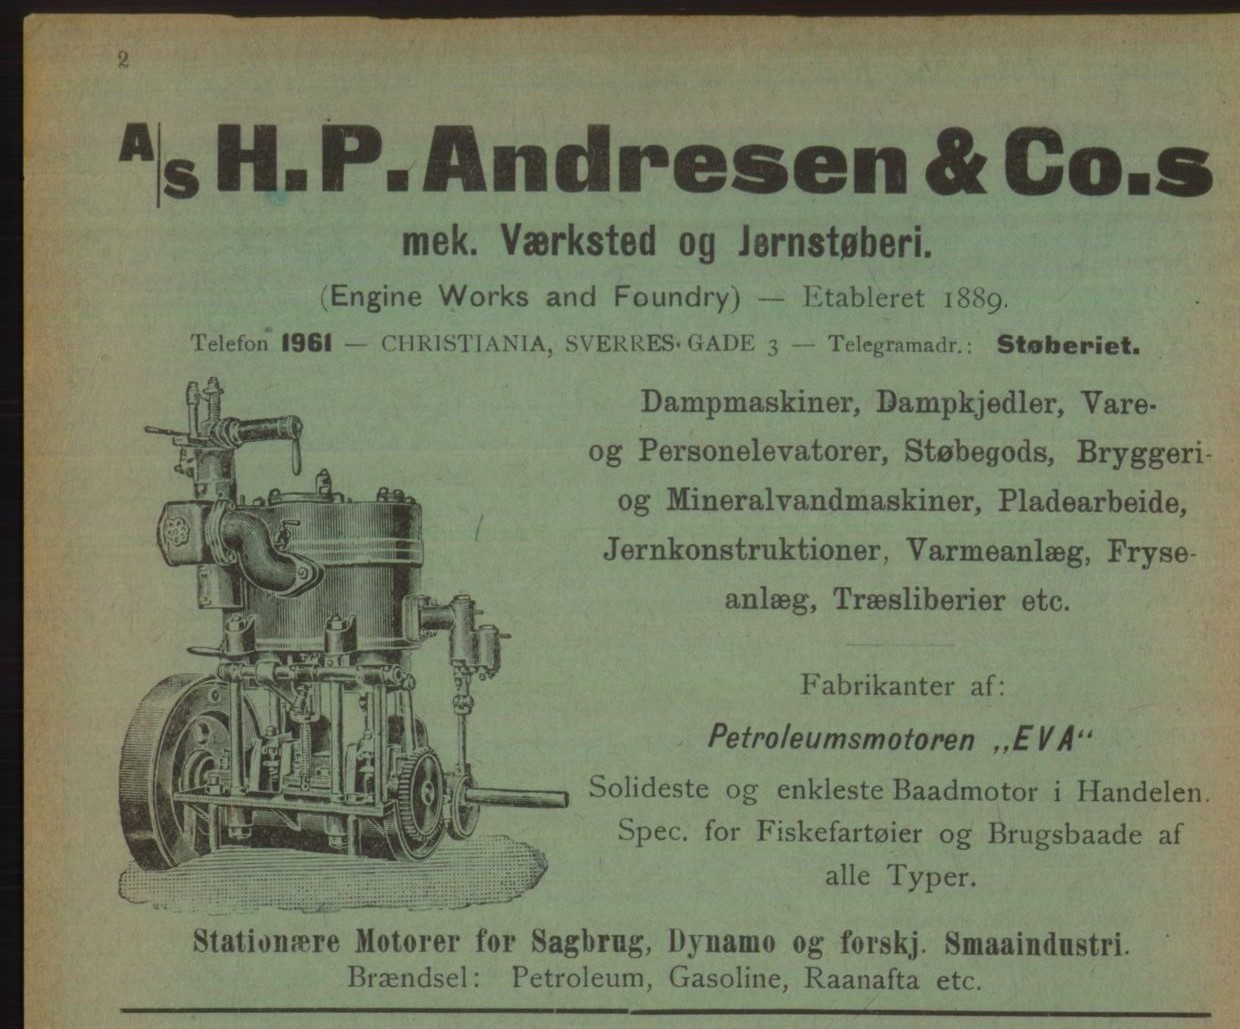 2
A/S H. P. Andresen & Co.s
mek. Værksted og Jernstøberi.
(Engine Works and Foundry) — Etableret 1889.
Telefon 1961 — CHRISTIANIA, SVERRES GADE 3 — Telegramadr.: Støberiet.
Dampmaskiner, Dampkjedler, Vare-
og Personelevatorer, Støbegods, Bryggeri-
og Mineralvandmaskiner, Pladearbeide,
Jernkonstruktioner, Varmeanlæg, Fryse-
anlæg, Træsliberier etc.
Fabrikanter af:
Petroleumsmotoren „EVA“
Solideste og enkleste Baadmotor i Handelen.
Spec. for Fiskefartøier og Brugsbaade af
alle Typer.
Stationære Motorer for Sagbrug, Dynamo og forskj. Smaaindustri.
Brændsel: Petroleum, Gasoline, Raanafta etc.